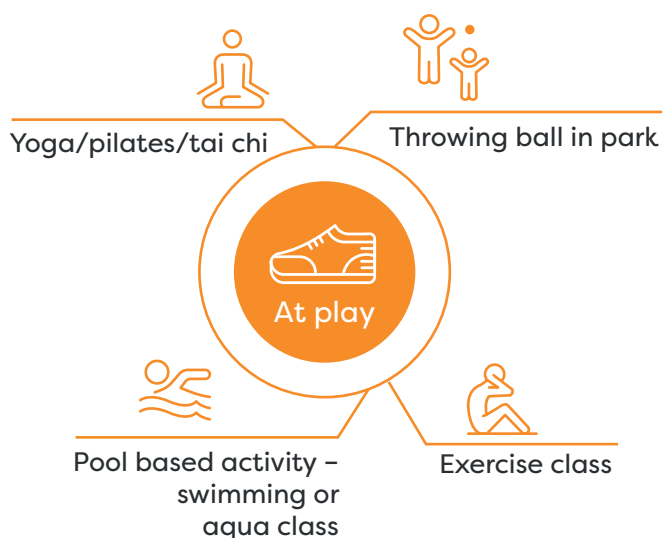 Yoga/pilates/tai chi
Throwing ball in park
At play
Pool based activity –
swimming or
aqua class
Exercise class